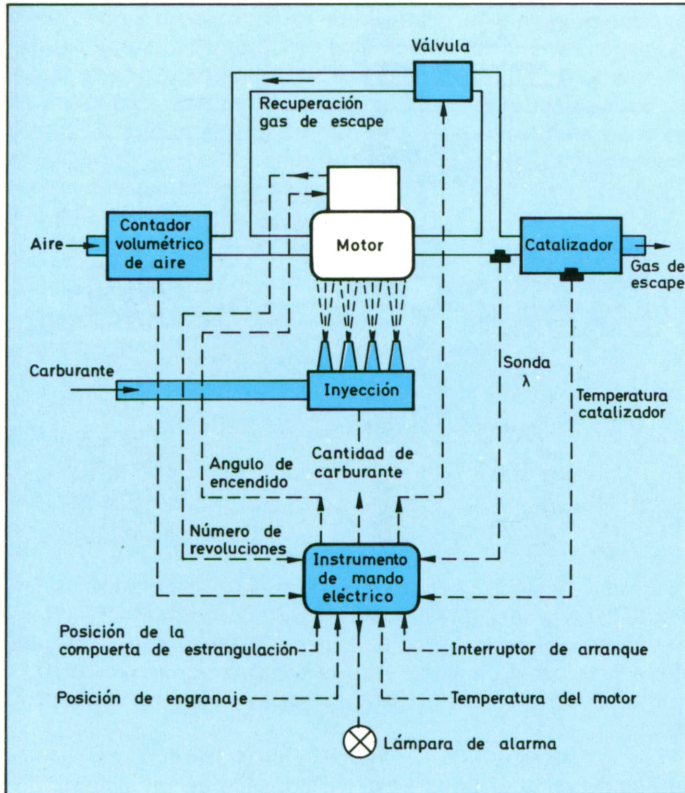 Válvula
Recuperación
gas de escape
Aire
Contador
volumétrico
de aire
Motor
Catalizador
Gas de
escape
Carburante
Inyección
Sonda
λ
Temperatura
catalizador
Cantidad de
carburante
Angulo de
encendido
Número de
revoluciones
Instrumento
de mando
eléctrico
Posición de la
compuerta de estrangulación
Interruptor de arranque
Posición de engranaje
Temperatura del motor
Lámpara de alarma